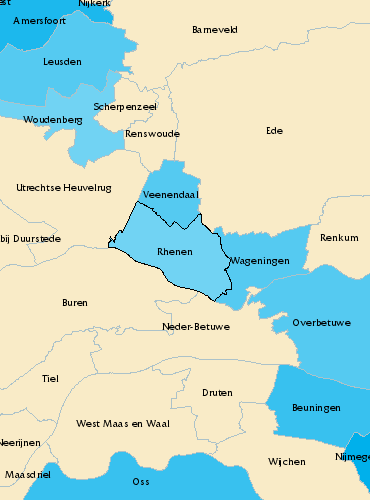 est
Nijkerk
Amersfoort
Barneveld
Leusden
Scherpenzeel
Woudenberg
Renswoude
Ede
Utrechtse Heuvelrug
Veenendaal
bij Duurstede
Renkum
Rhenen
Wageningen
Buren
Overbetuwe
Neder-Betuwe
Tiel
Druten
Beuningen
West Maas en Waal
Neerijnen
Nijmege
Wijchen
Maasdriel
Oss